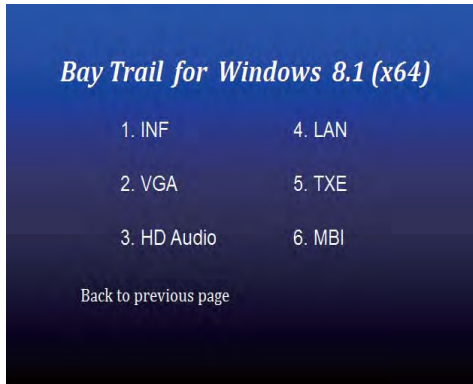 Bay Trail for Windows 8.1 (x64)
1. INF
4. LAN
2. VGA
5. TXE
3. HD Audio
6. MBI
Back to previous page